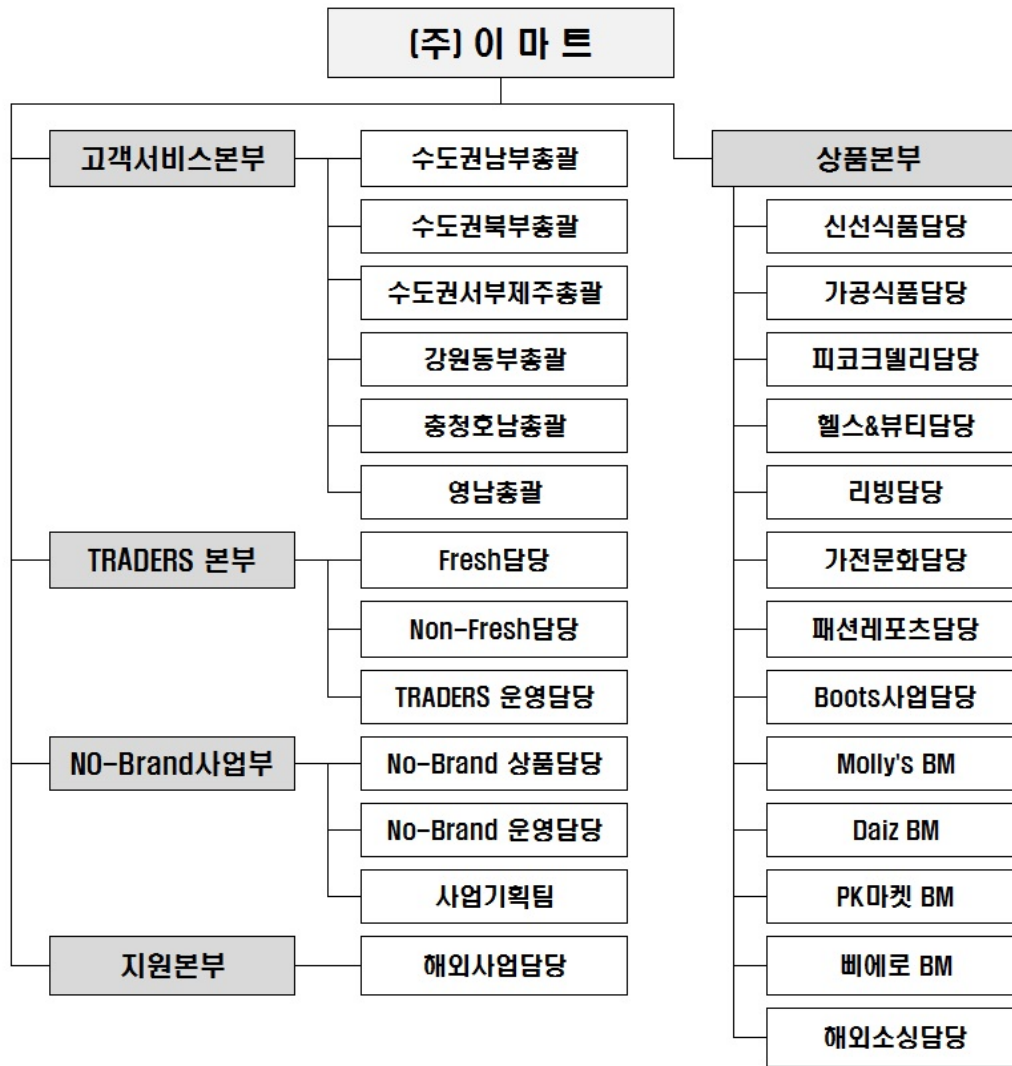 (주) 이 마 트
고객서비스본부
수도권남부총괄
수도권북부총괄
수도권서부제주총괄
강원동부총괄
충청호남총괄
영남총괄
TRADERS 본부
Fresh담당
Non-Fresh담당
TRADERS 운영담당
NO-Brand사업부
No-Brand 상품담당
No-Brand 운영담당
사업기획팀
지원본부
해외사업담당
상품본부
신선식품담당
가공식품담당
피코크델리담당
헬스&뷰티담당
리빙담당
가전문화담당
패션레포츠담당
Boots사업담당
Molly's BM
Daiz BM
PK마켓 BM
삐에로 BM
해외소싱담당